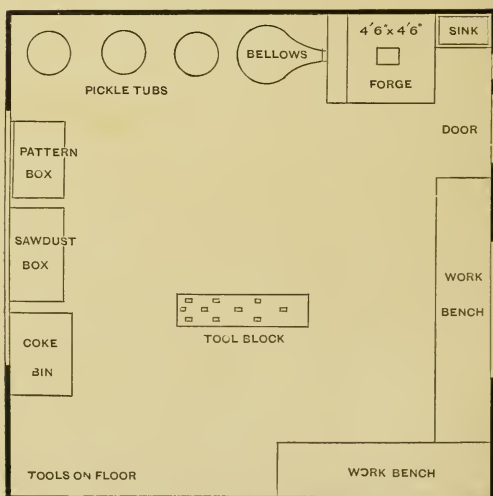 4'6" x 4'6"
SINK
BELLOWS
FORGE
PICKLE TUBS
DOOR
PATTERN
BOX
SAWDUST
BOX
WORK
BENCH
TOOL BLOCK
COKE
BIN
TOOLS ON FLOOR
WORK BENCH